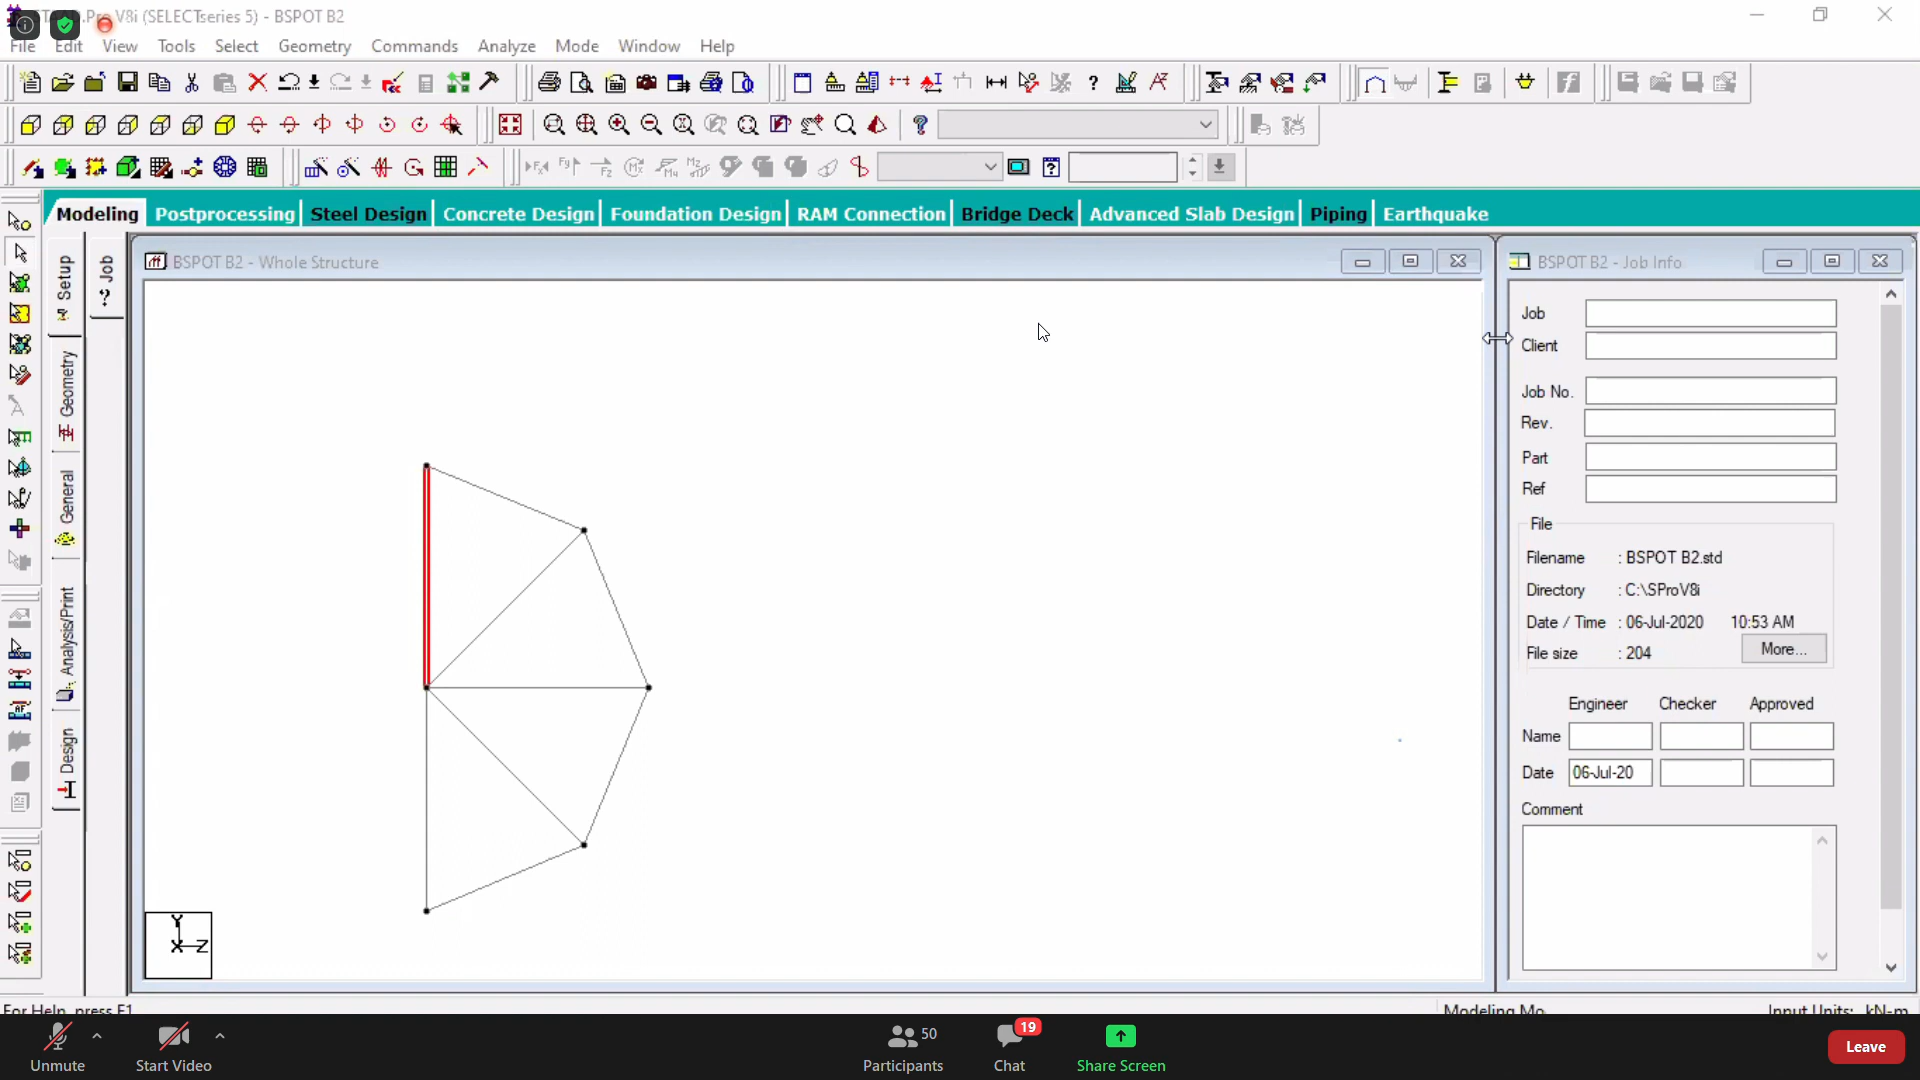 .Pro V8i (SELECTseries 5) - BSPOT B2
File Edit View Tools Select Geometry Commands Analyze Mode Window Help
Modeling Postprocessing Steel Design Concrete Design Foundation Design RAM Connection Bridge Deck Advanced Slab Design Piping Earthquake
Setup
Geometry
General
Analysis/Print
Design
Job
BSPOT B2 - Whole Structure
Y
X Z
BSPOT B2 - Job Info
Job
Client
Job No.
Rev.
Part
Ref
File
Filename : BSPOT B2.std
Directory : C:\SProV8i
Date / Time : 06-Jul-2020 10:53 AM
File size : 204
More...
Engineer Checker Approved
Name
Date 06-Jul-20
Comment
For Help, press F1
Modeling Mo
Input Units: kN-m
Unmute
Start Video
50
Participants
19
Chat
Share Screen
Leave